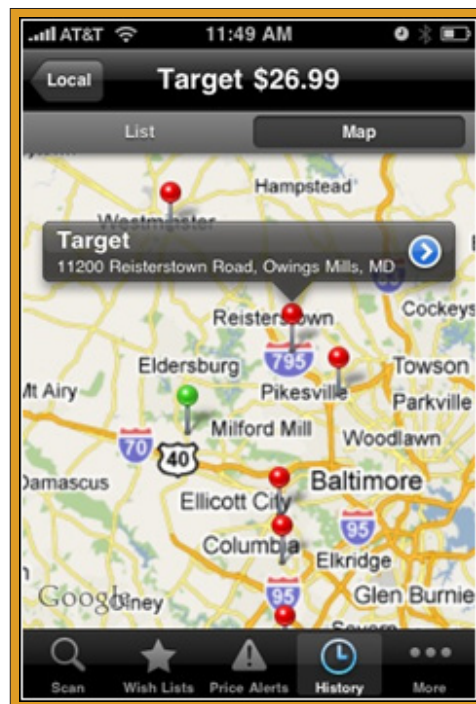 AT&T 11:49 AM
Local
Target $26.99
List Map
Hampstead
Westminster
Target
11200 Reisterstown Road, Owings Mills, MD
Reisterstown
Cockeys
795
Eldersburg
Towson
Mt Airy
Pikesville
Parkville
Milford Mill
70
Woodlawn
40
Damascus
Baltimore
Ellicott City
95
Columbia
Elkridge
95
Google
Olney
Glen Burnie
Severn
Scan Wish Lists Price Alerts History More